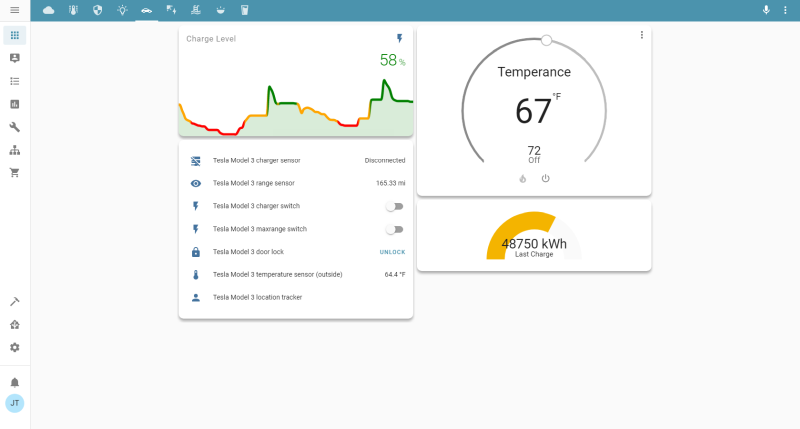 Charge Level
58 %
Tesla Model 3 charger sensor Disconnected
Tesla Model 3 range sensor 165.33 mi
Tesla Model 3 charger switch
Tesla Model 3 maxrange switch
Tesla Model 3 door lock UNLOCK
Tesla Model 3 temperature sensor (outside) 64.4 °F
Tesla Model 3 location tracker
Temperance
67 °F
72
Off
48750 kWh
Last Charge
JT